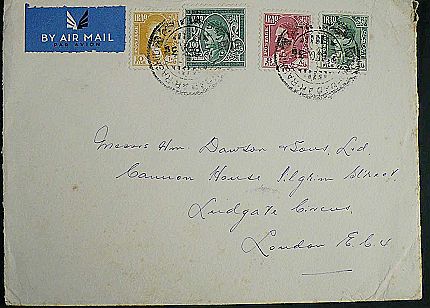 BY AIR MAIL
PAR AVION
IRAQ IRAQ IRAQ IRAQ
Messrs Wm. Dawson & Sons, Ltd.
Cannon House, Pilgrim Street,
Ludgate Circus,
London E.C.4